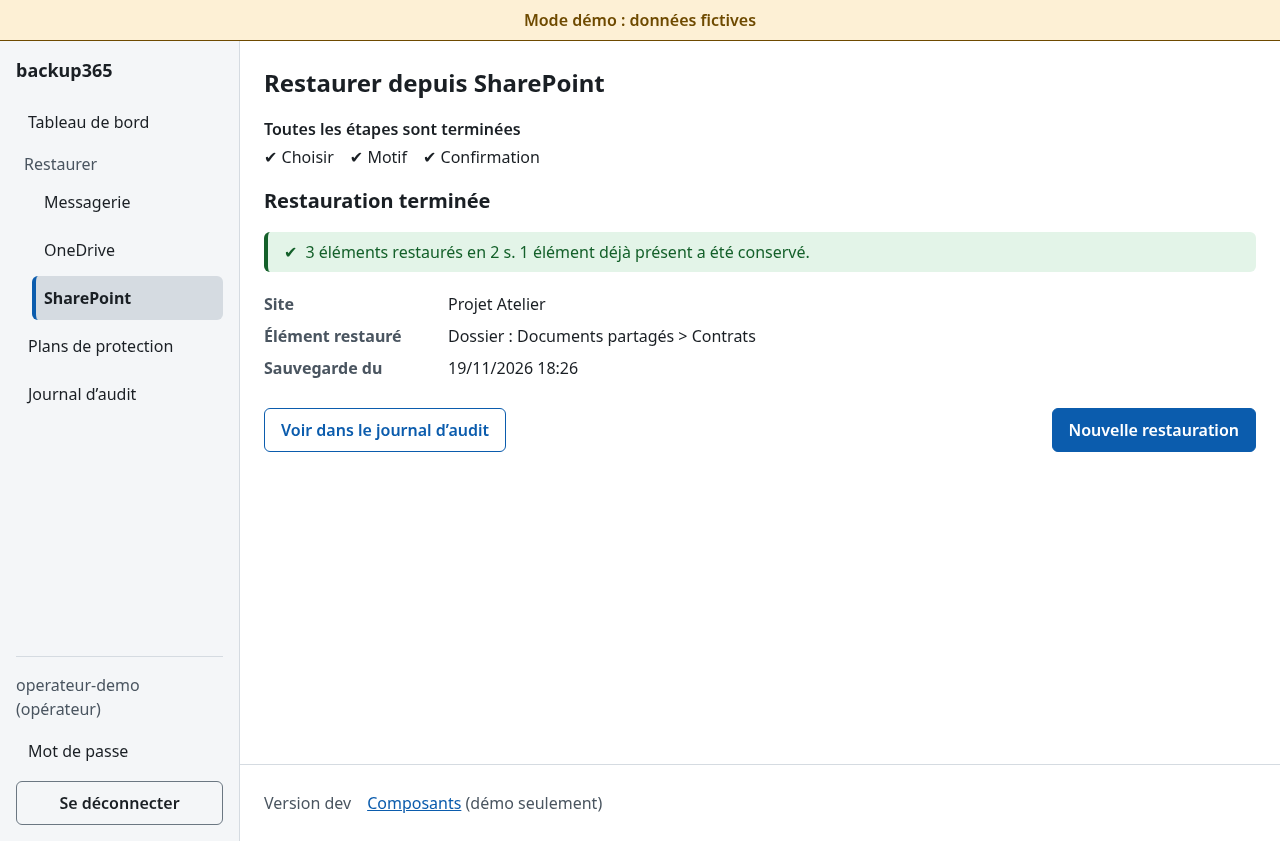 Mode démo : données fictives
backup365
Tableau de bord
Restaurer
Messagerie
OneDrive
SharePoint
Plans de protection
Journal d’audit
operateur-demo
(opérateur)
Mot de passe
Se déconnecter
Restaurer depuis SharePoint
Toutes les étapes sont terminées
✔ Choisir ✔ Motif ✔ Confirmation
Restauration terminée
✔ 3 éléments restaurés en 2 s. 1 élément déjà présent a été conservé.
Site Projet Atelier
Élément restauré Dossier : Documents partagés > Contrats
Sauvegarde du 19/11/2026 18:26
Voir dans le journal d’audit Nouvelle restauration
Version dev Composants (démo seulement)